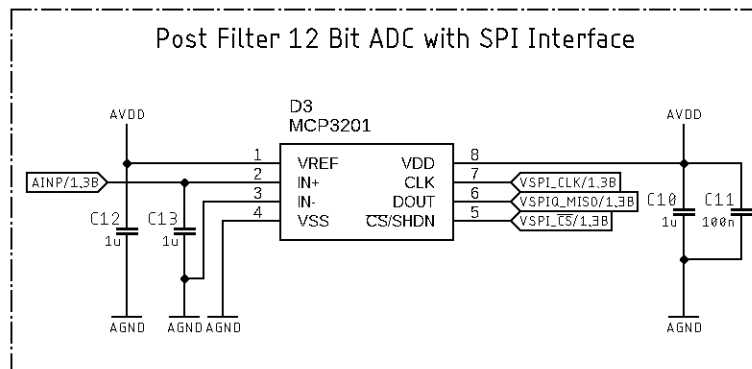 Post Filter 12 Bit ADC with SPI Interface
D3
MCP3201
AVDD
AVDD
1 VREF VDD 8
AINP/1.3B 2 IN+ CLK 7 VSPI_CLK/1.3B
3 IN- DOUT 6 VSPIQ_MISO/1.3B
4 VSS CS/SHDN 5 VSPI_CS/1.3B
C12
1u
C13
1u
C10
1u
C11
100n
AGND
AGND
AGND
AGND